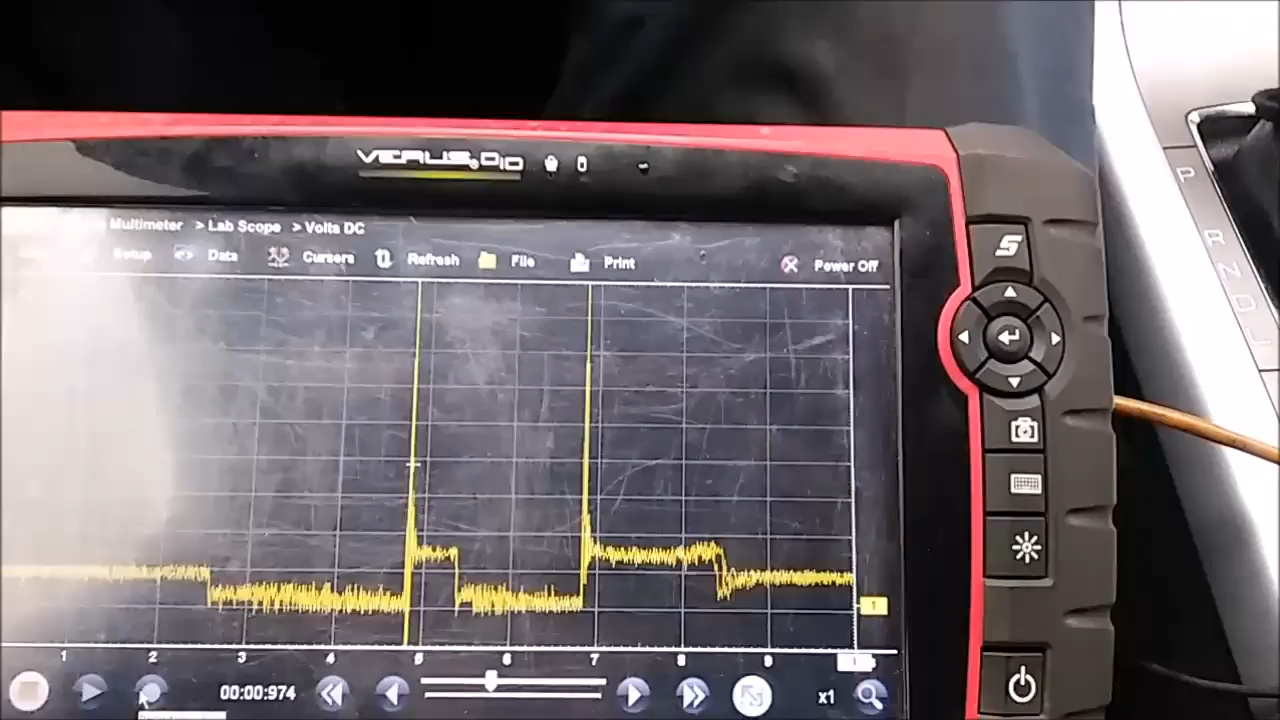 VERUS PRO
Multimeter > Lab Scope > Volts DC
Setup Data Cursors Refresh File Print Power Off
1
1 2 3 4 5 6 7 8 9
00:00:974 x1
P
R
N
D
L